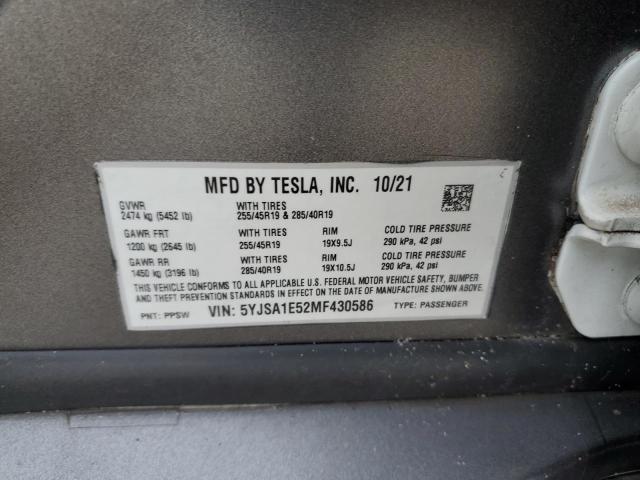 MFD BY TESLA, INC. 10/21
GVWR
2474 kg (5452 lb)
WITH TIRES
255/45R19 & 285/40R19
GAWR FRT
1200 kg (2645 lb)
WITH TIRES
255/45R19
RIM
19X9.5J
COLD TIRE PRESSURE
290 kPa, 42 psi
GAWR RR
1450 kg (3196 lb)
WITH TIRES
285/40R19
RIM
19X10.5J
COLD TIRE PRESSURE
290 kPa, 42 psi
THIS VEHICLE CONFORMS TO ALL APPLICABLE U.S. FEDERAL MOTOR VEHICLE SAFETY, BUMPER
AND THEFT PREVENTION STANDARDS IN EFFECT ON THE DATE OF MANUFACTURE SHOWN ABOVE.
PNT: PPSW VIN: 5YJSA1E52MF430586 TYPE: PASSENGER